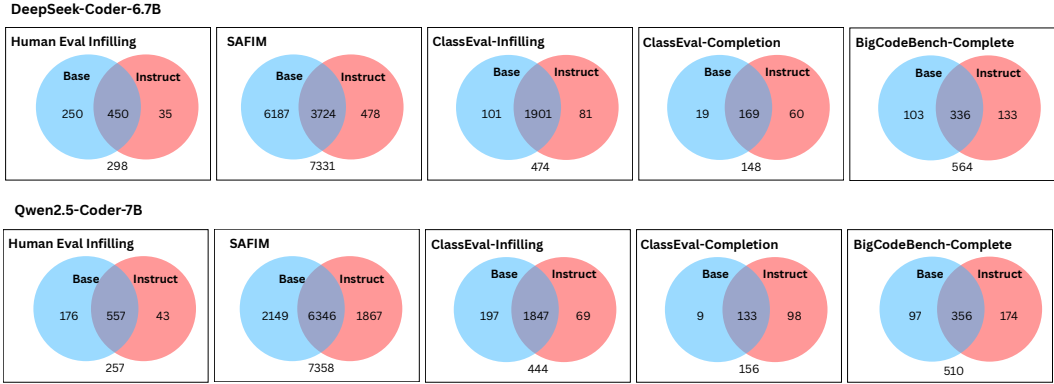 DeepSeek-Coder-6.7B
Human Eval Infilling
Base
Instruct
250
450
35
298
SAFIM
Base
Instruct
6187
3724
478
7331
ClassEval-Infilling
Base
Instruct
101
1901
81
474
ClassEval-Completion
Base
Instruct
19
169
60
148
BigCodeBench-Complete
Base
Instruct
103
336
133
564
Qwen2.5-Coder-7B
Human Eval Infilling
Base
Instruct
176
557
43
257
SAFIM
Base
Instruct
2149
6346
1867
7358
ClassEval-Infilling
Base
Instruct
197
1847
69
444
ClassEval-Completion
Base
Instruct
9
133
98
156
BigCodeBench-Complete
Base
Instruct
97
356
174
510